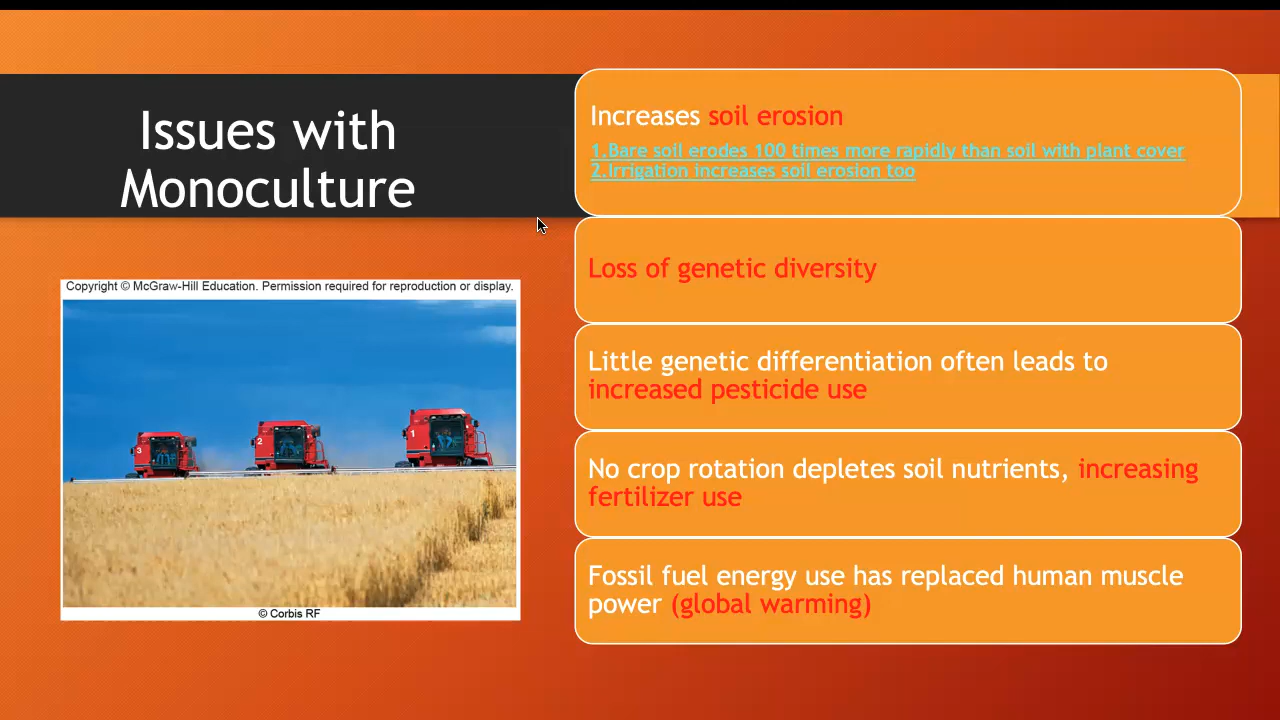 Issues with
Monoculture
Copyright © McGraw-Hill Education. Permission required for reproduction or display.
3
2
1
© Corbis RF
Increases soil erosion
1.Bare soil erodes 100 times more rapidly than soil with plant cover
2.Irrigation increases soil erosion too
Loss of genetic diversity
Little genetic differentiation often leads to
increased pesticide use
No crop rotation depletes soil nutrients, increasing
fertilizer use
Fossil fuel energy use has replaced human muscle
power (global warming)